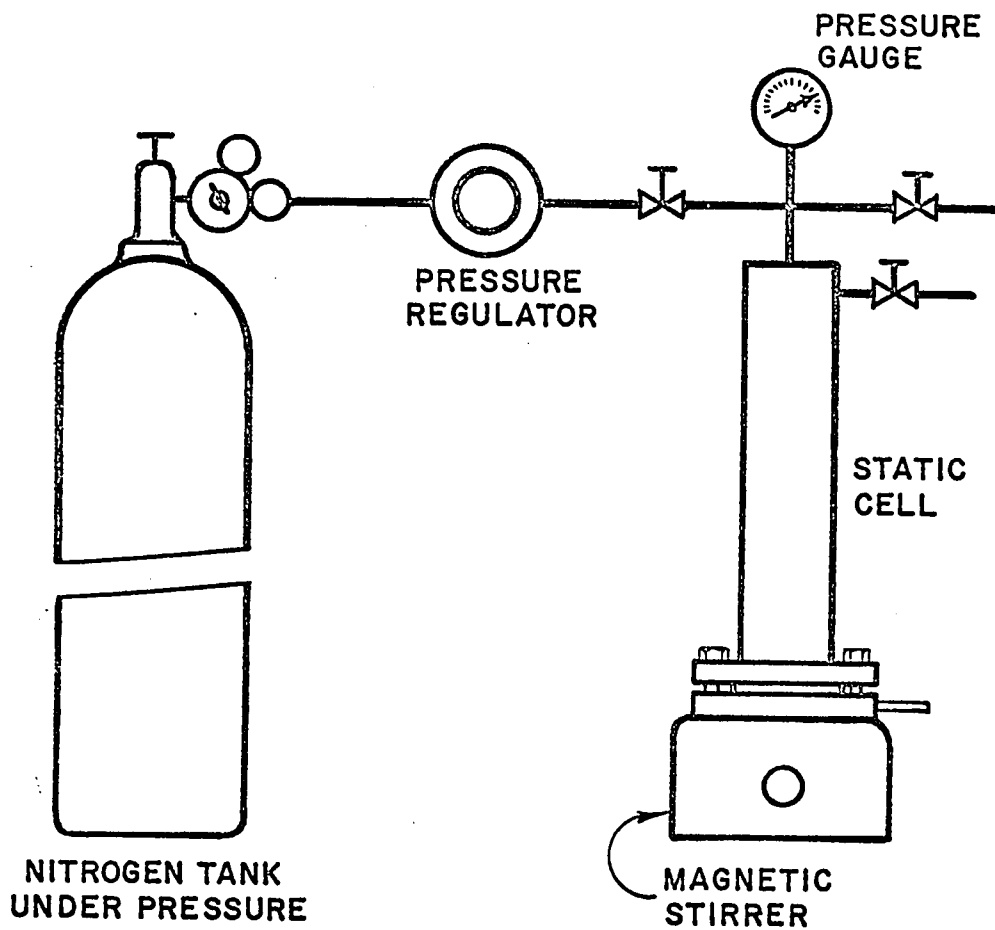 PRESSURE
GAUGE
PRESSURE
REGULATOR
STATIC
CELL
NITROGEN TANK
UNDER PRESSURE
MAGNETIC
STIRRER